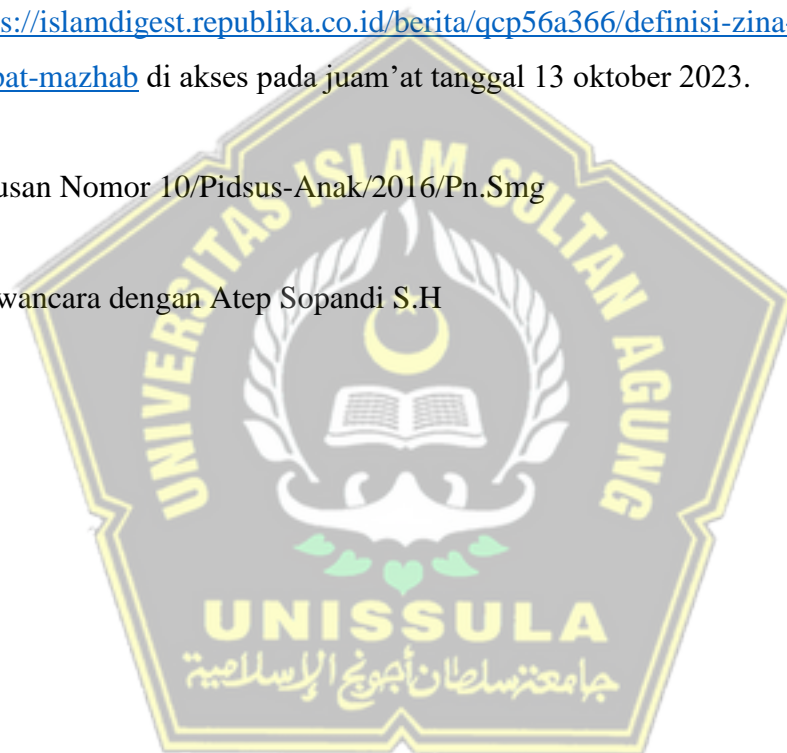 s://islamdigest.republika.co.id/berita/qcp56a366/definisi-zina-
pat-mazhab di akses pada juam’at tanggal 13 oktober 2023.
usan Nomor 10/Pidsus-Anak/2016/Pn.Smg
wancara dengan Atep Sopandi S.H
UNIVERSITAS ISLAM SULTAN AGUNG
UNISSULA
جامعتنسلطان أجونج الإسلامية